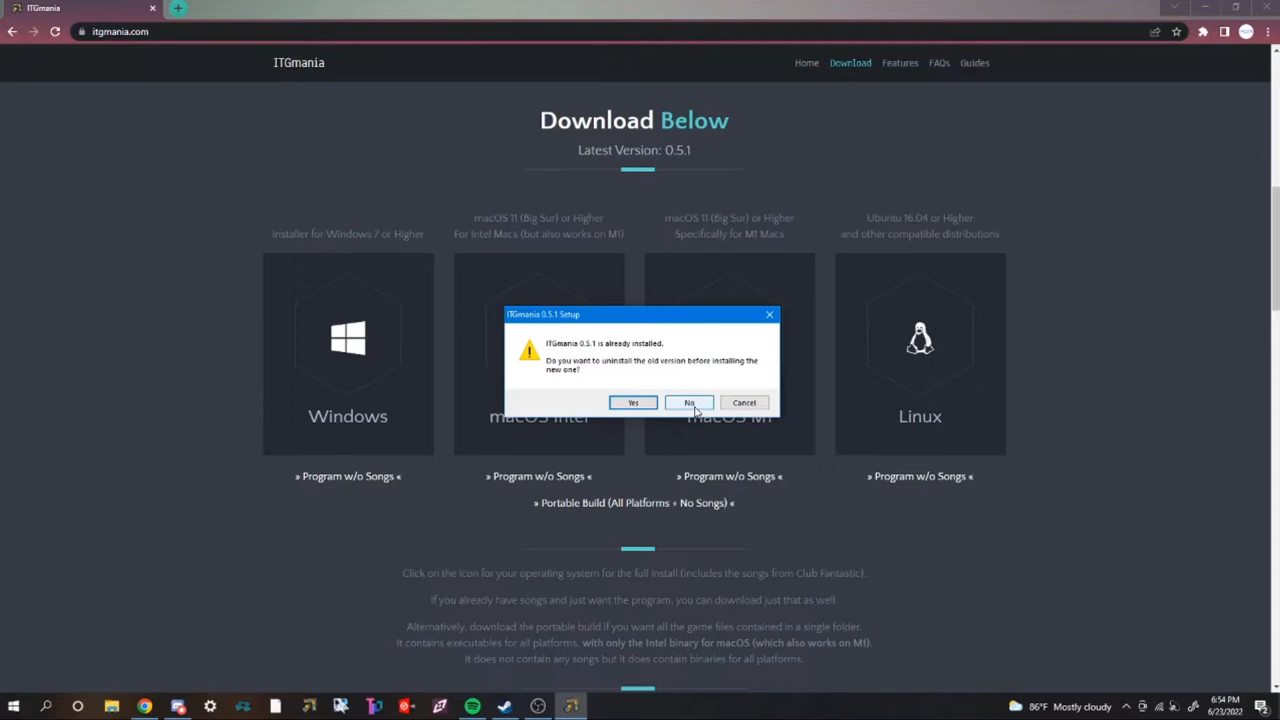 ITGmania
itgmania.com
ITGmania
Home Download Features FAQs Guides
Download Below
Latest Version: 0.5.1
Installer for Windows 7 or Higher
macOS 11 (Big Sur) or Higher
For Intel Macs (but also works on M1)
macOS 11 (Big Sur) or Higher
Specifically for M1 Macs
Ubuntu 16.04 or Higher
and other compatible distributions
ITGmania 0.5.1 Setup
ITGmania 0.5.1 is already installed.
Do you want to uninstall the old version before installing the
new one?
Yes No Cancel
Windows macOS Intel macOS M1 Linux
» Program w/o Songs « » Program w/o Songs « » Program w/o Songs « » Program w/o Songs «
» Portable Build (All Platforms + No Songs) «
Click on the icon for your operating system for the full install (includes the songs from Club Fantastic).
If you already have songs and just want the program, you can download just that as well.
Alternatively, download the portable build if you want all the game files contained in a single folder.
It contains executables for all platforms, with only the Intel binary for macOS (which also works on M1).
It does not contain any songs but it does contain binaries for all platforms.
86°F Mostly cloudy
6:54 PM
6/23/2022
2